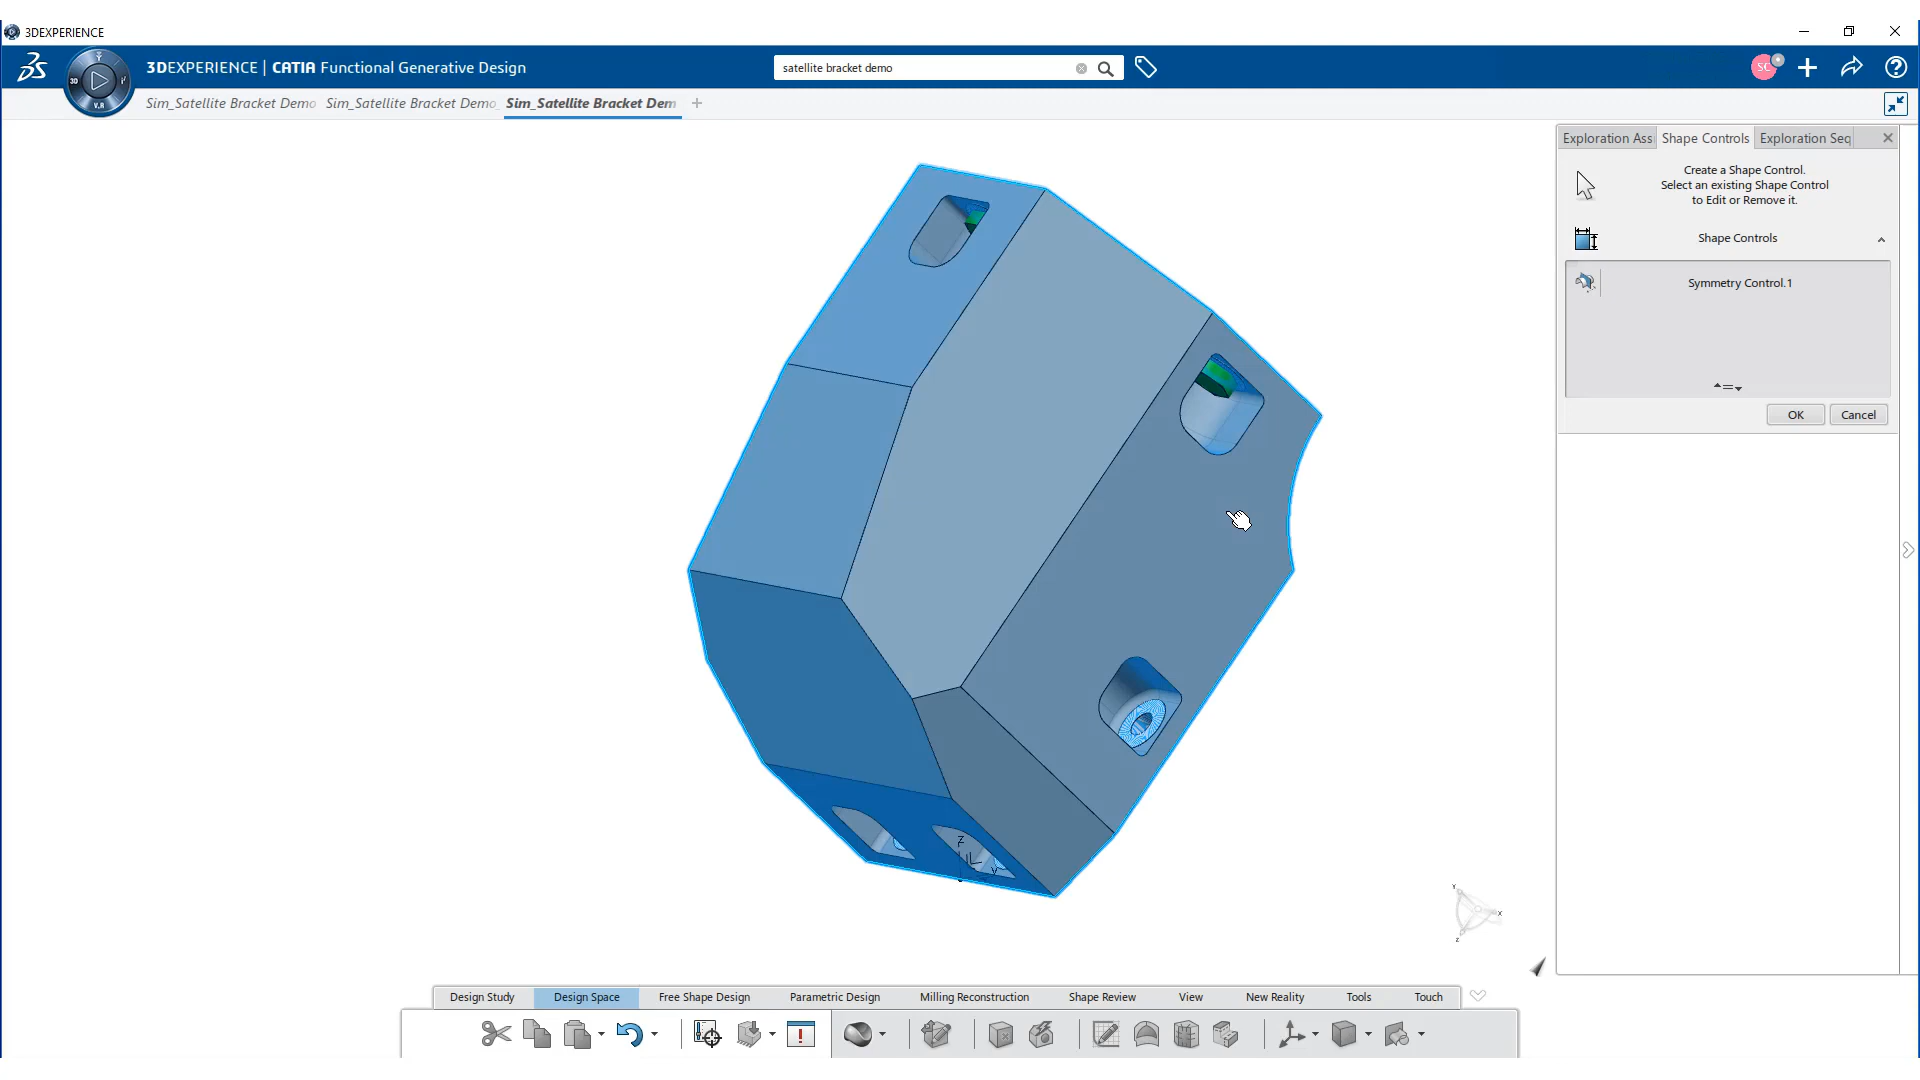 3DEXPERIENCE
3DEXPERIENCE | CATIA Functional Generative Design
satellite bracket demo
SC
3D
V.R
Sim_Satellite Bracket Demo
Sim_Satellite Bracket Demo
Sim_Satellite Bracket Dem
Exploration Ass
Shape Controls
Exploration Seq
Create a Shape Control.
Select an existing Shape Control
to Edit or Remove it.
Shape Controls
Symmetry Control.1
OK
Cancel
Z
Y
X
Z
Design Study
Design Space
Free Shape Design
Parametric Design
Milling Reconstruction
Shape Review
View
New Reality
Tools
Touch